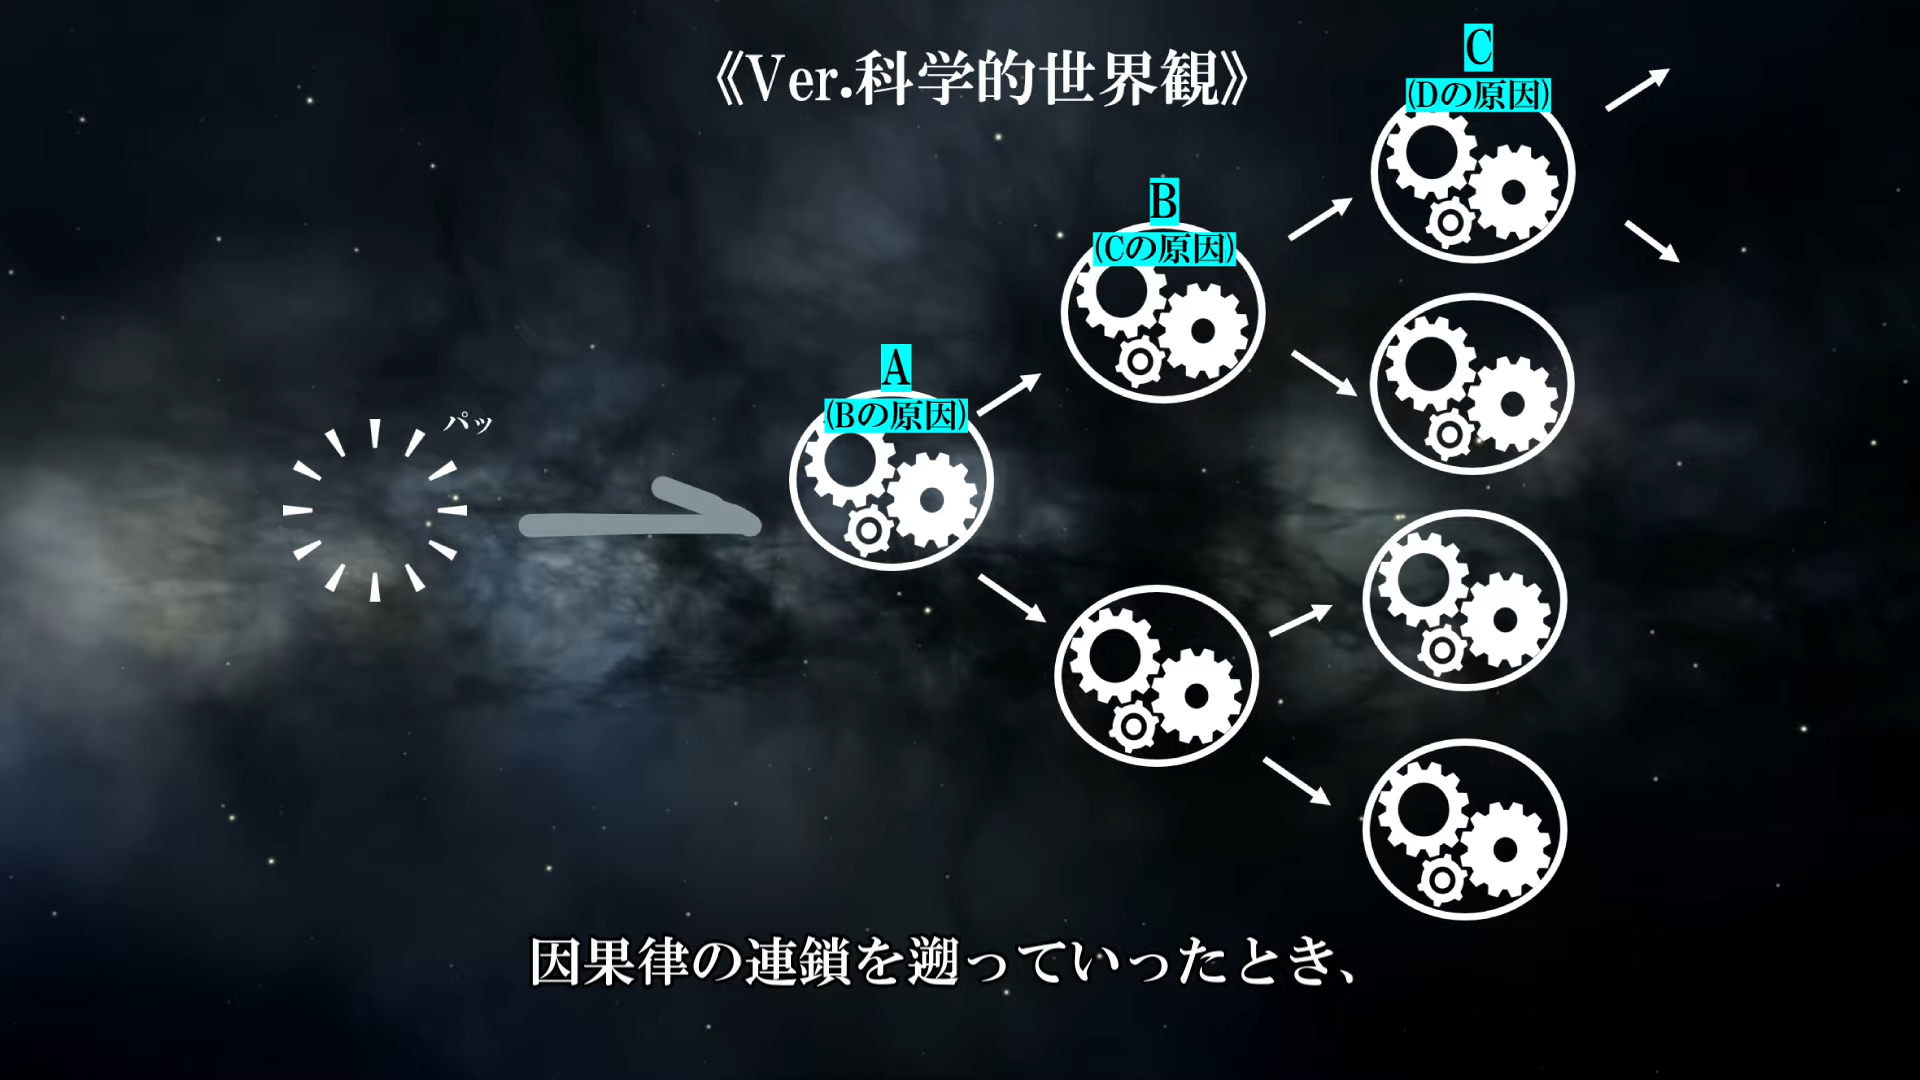 《Ver.科学的世界観》
C
(Dの原因)
B
(Cの原因)
A
(Bの原因)
パッ
因果律の連鎖を遡っていったとき、